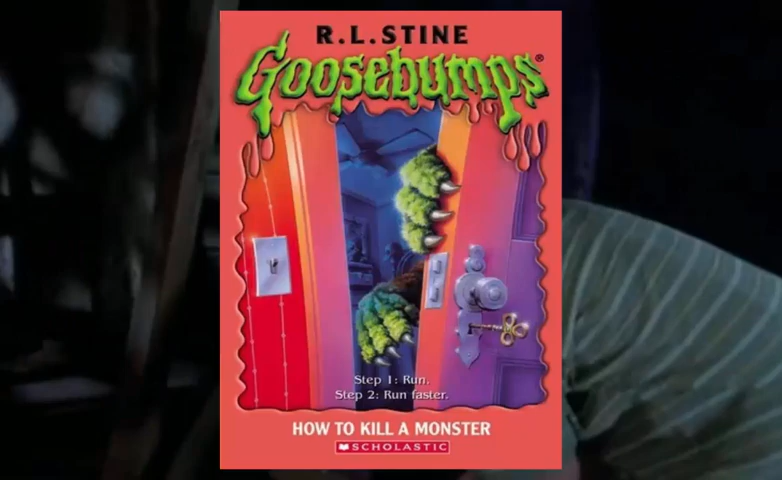 R.L.STINE
Goosebumps®
Step 1: Run.
Step 2: Run faster.
HOW TO KILL A MONSTER
SCHOLASTIC